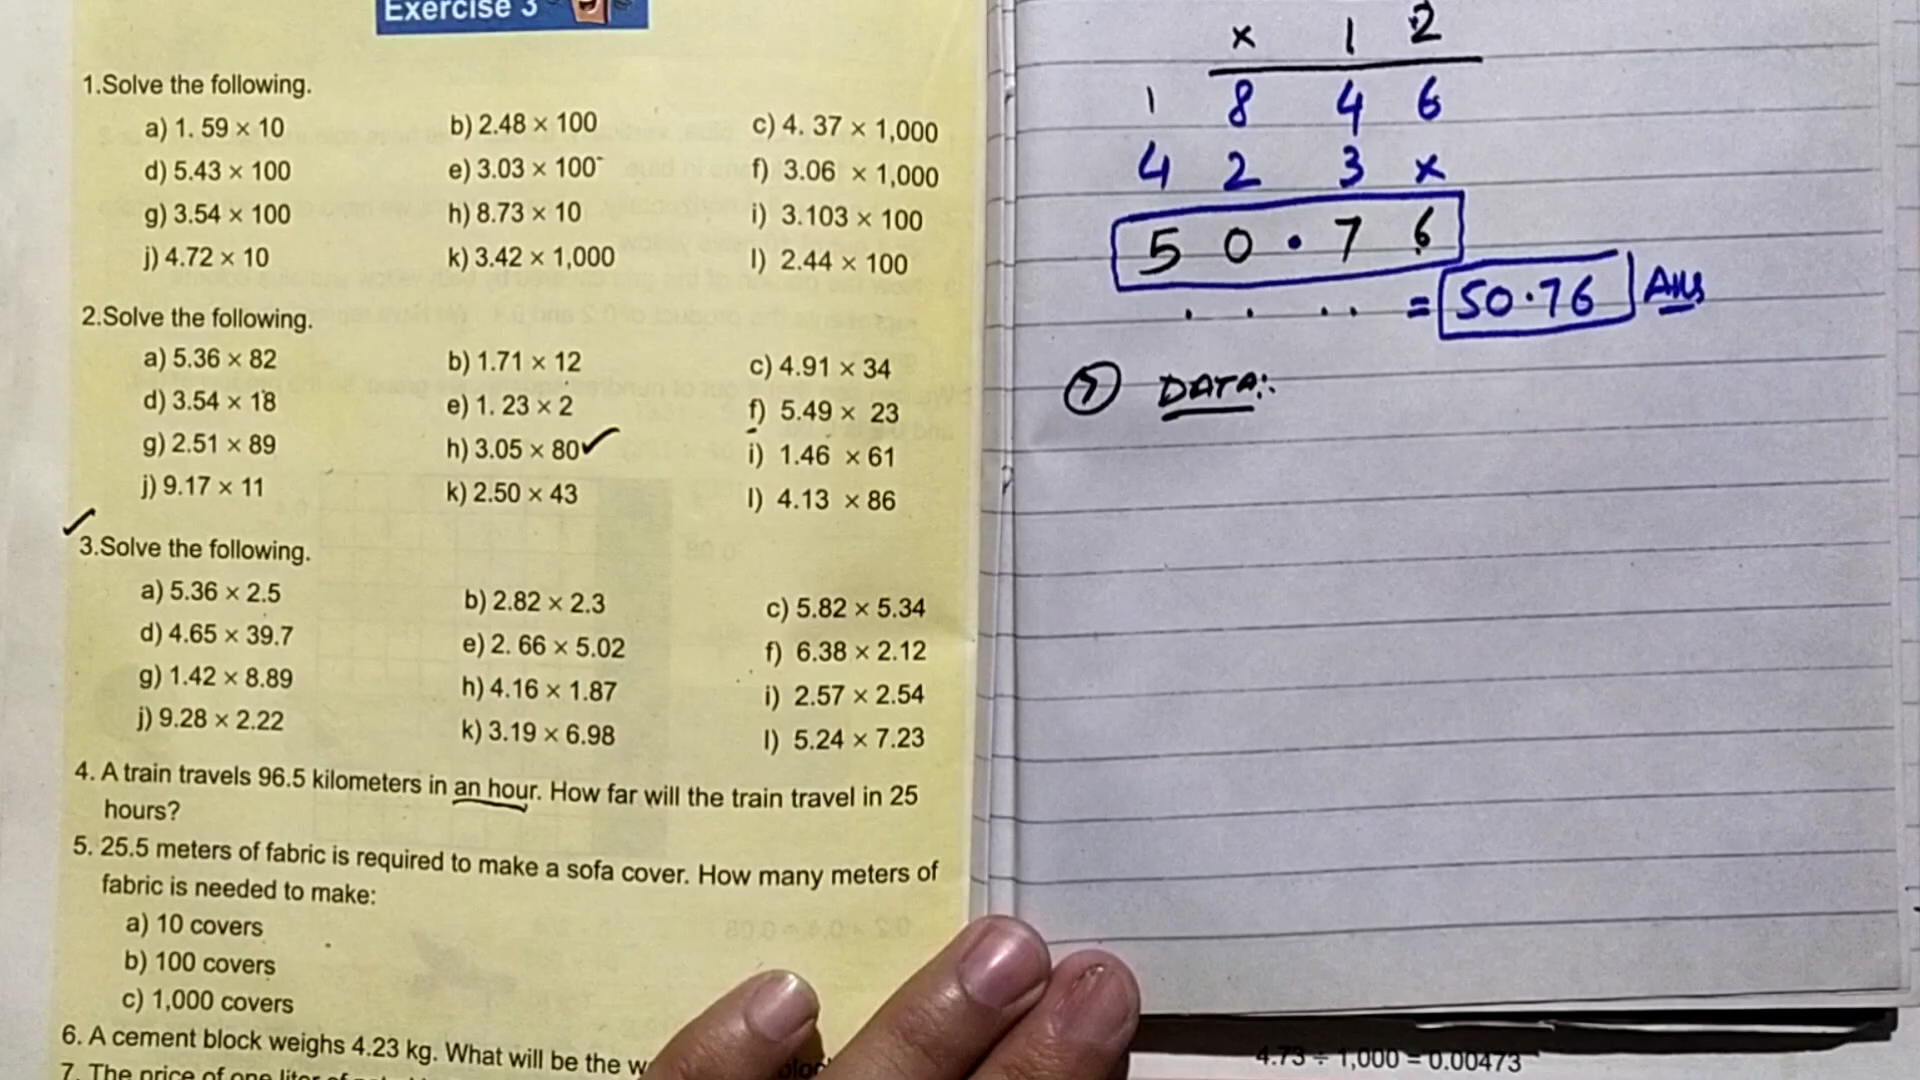 Exercise 3
1.Solve the following.
a) 1. 59 × 10 b) 2.48 × 100 c) 4. 37 × 1,000
d) 5.43 × 100 e) 3.03 × 100 f) 3.06 × 1,000
g) 3.54 × 100 h) 8.73 × 10 i) 3.103 × 100
j) 4.72 × 10 k) 3.42 × 1,000 l) 2.44 × 100
2.Solve the following.
a) 5.36 × 82 b) 1.71 × 12 c) 4.91 × 34
d) 3.54 × 18 e) 1. 23 × 2 f) 5.49 × 23
g) 2.51 × 89 h) 3.05 × 80 i) 1.46 × 61
j) 9.17 × 11 k) 2.50 × 43 l) 4.13 × 86
3.Solve the following.
a) 5.36 × 2.5 b) 2.82 × 2.3 c) 5.82 × 5.34
d) 4.65 × 39.7 e) 2. 66 × 5.02 f) 6.38 × 2.12
g) 1.42 × 8.89 h) 4.16 × 1.87 i) 2.57 × 2.54
j) 9.28 × 2.22 k) 3.19 × 6.98 l) 5.24 × 7.23
4. A train travels 96.5 kilometers in an hour. How far will the train travel in 25
hours?
5. 25.5 meters of fabric is required to make a sofa cover. How many meters of
fabric is needed to make:
a) 10 covers
b) 100 covers
c) 1,000 covers
6. A cement block weighs 4.23 kg. What will be the
7. The price of one liter of
× 1 2
1 8 4 6
4 2 3 ×
5 0 . 7 6
= 50.76 Ans
7 DATA:
4.73 ÷ 1,000 = 0.00473